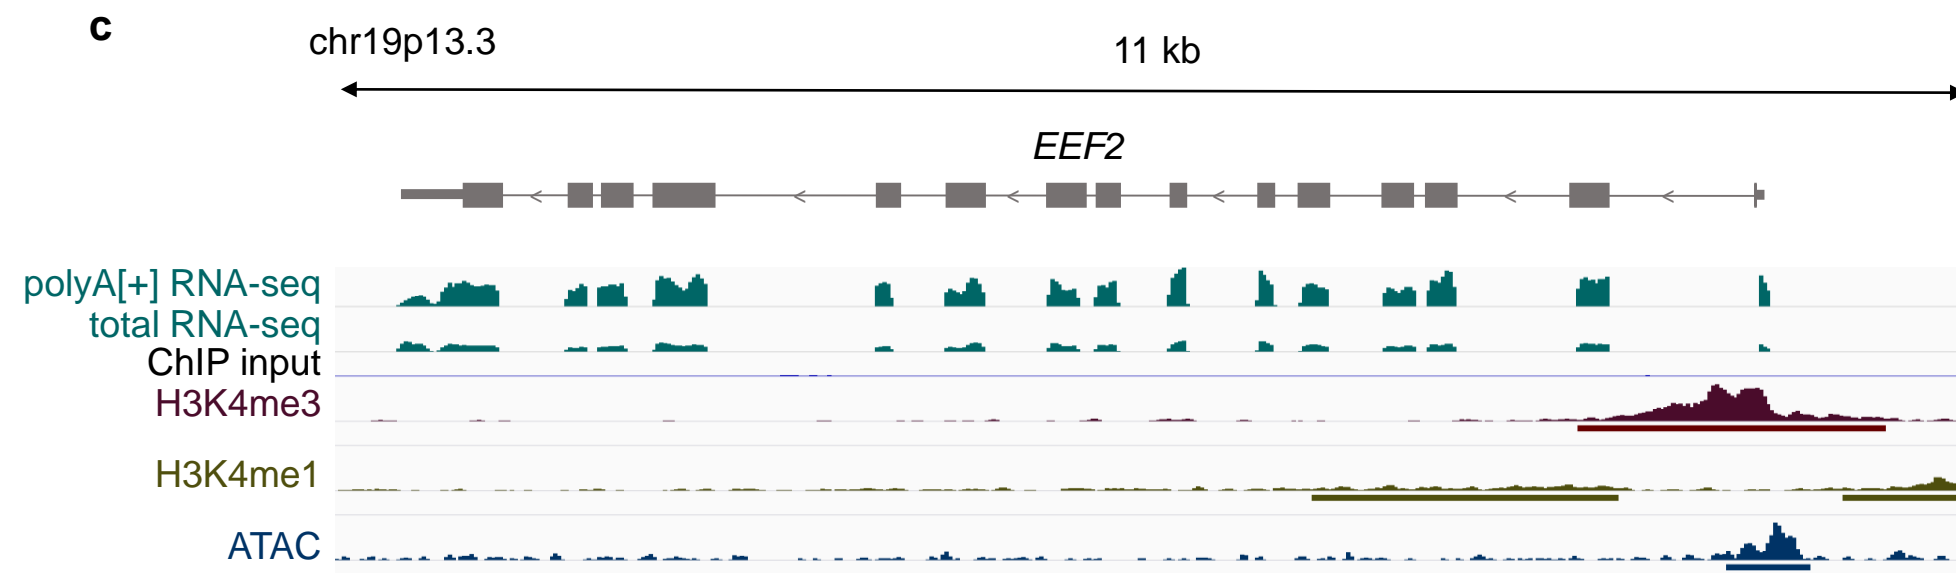 c
chr19p13.3
11 kb
EEF2
polyA[+] RNA-seq
total RNA-seq
ChIP input
H3K4me3
H3K4me1
ATAC